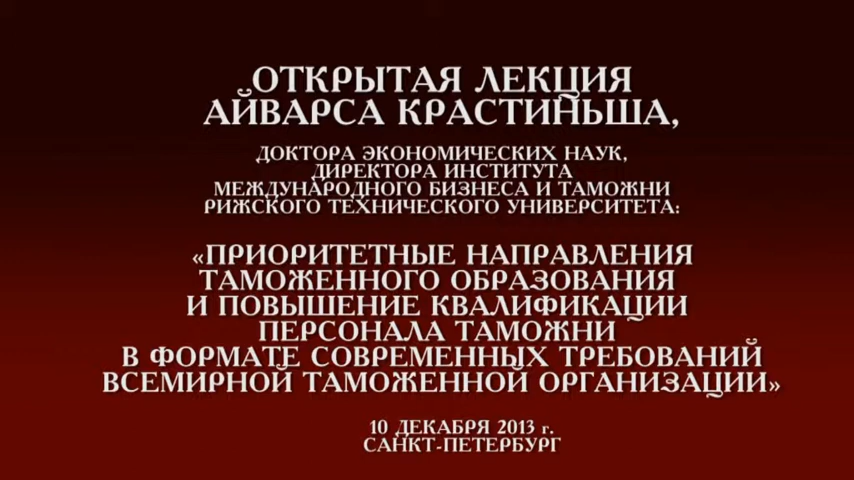 ОТКРЫТАЯ ЛЕКЦИЯ
АЙВАРСА КРАСТИНЬША,
ДОКТОРА ЭКОНОМИЧЕСКИХ НАУК,
ДИРЕКТОРА ИНСТИТУТА
МЕЖДУНАРОДНОГО БИЗНЕСА И ТАМОЖНИ
РИЖСКОГО ТЕХНИЧЕСКОГО УНИВЕРСИТЕТА:
«ПРИОРИТЕТНЫЕ НАПРАВЛЕНИЯ
ТАМОЖЕННОГО ОБРАЗОВАНИЯ
И ПОВЫШЕНИЕ КВАЛИФИКАЦИИ
ПЕРСОНАЛА ТАМОЖНИ
В ФОРМАТЕ СОВРЕМЕННЫХ ТРЕБОВАНИЙ
ВСЕМИРНОЙ ТАМОЖЕННОЙ ОРГАНИЗАЦИИ»
10 ДЕКАБРЯ 2013 г.
САНКТ-ПЕТЕРБУРГ